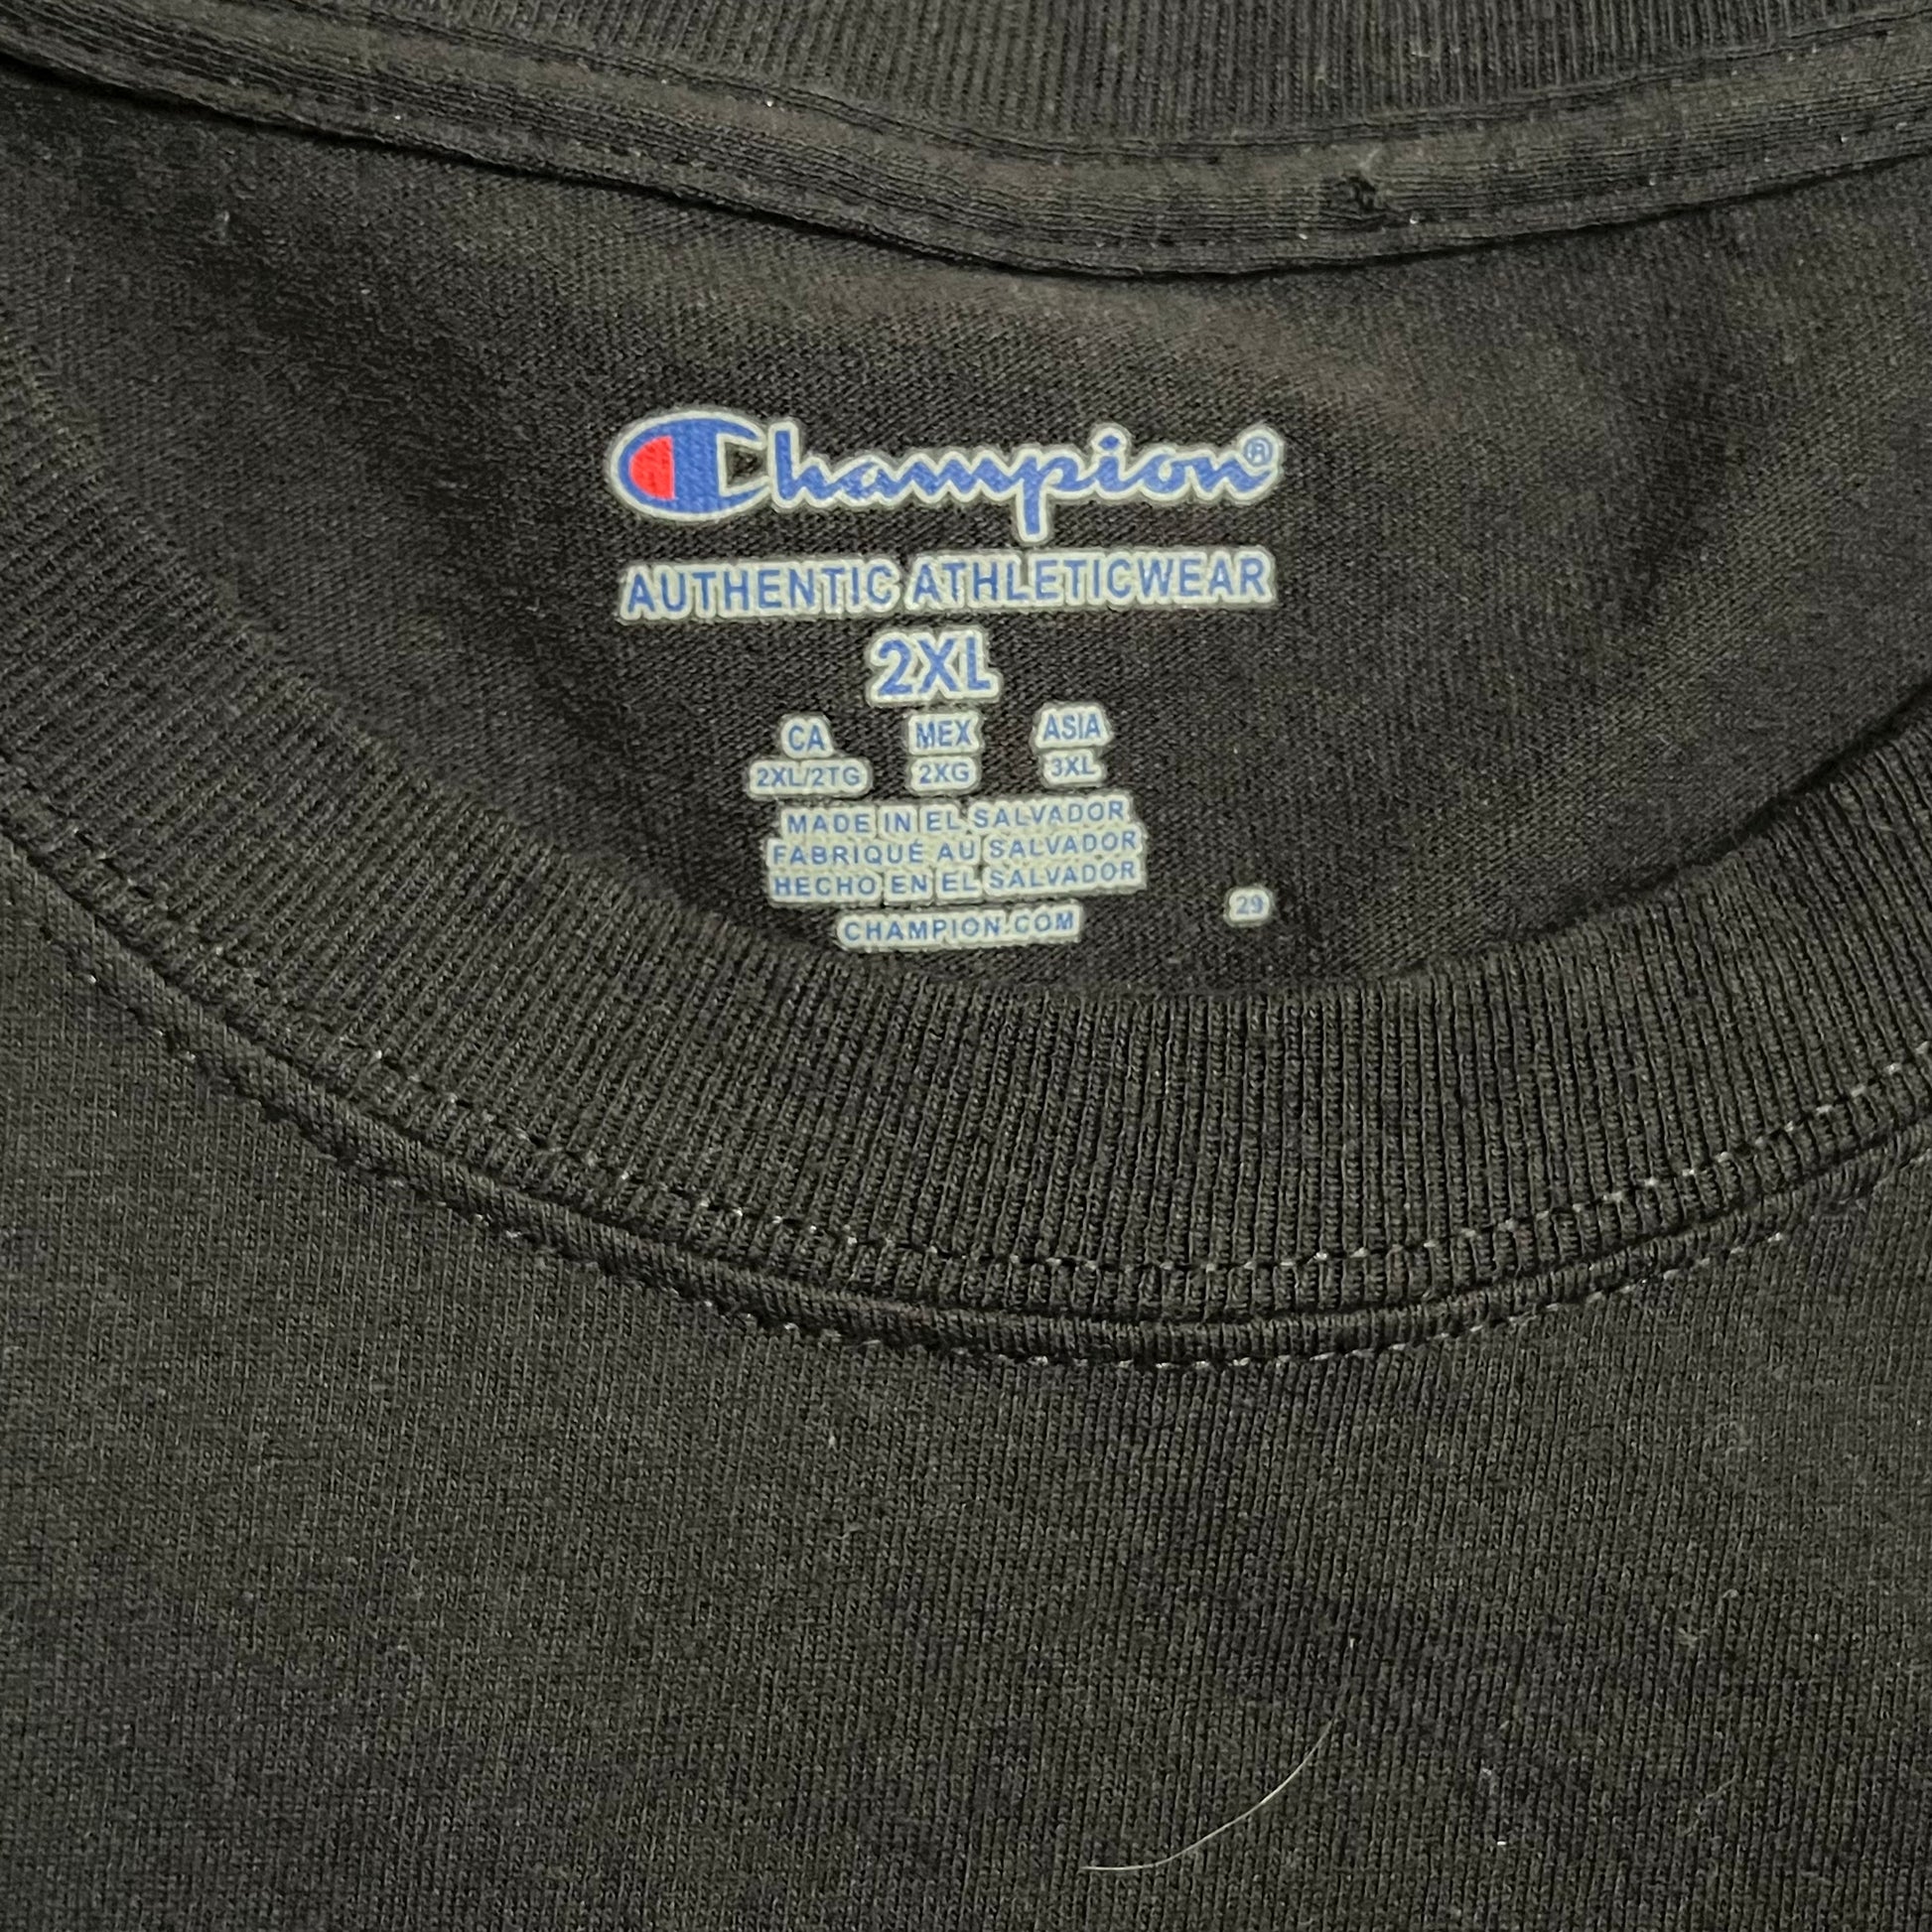 Champion®
AUTHENTIC ATHLETICWEAR
2XL
CA MEX ASIA
2XL/2TG 2XG 3XL
MADE IN EL SALVADOR
FABRIQUÉ AU SALVADOR
HECHO EN EL SALVADOR
29
CHAMPION.COM